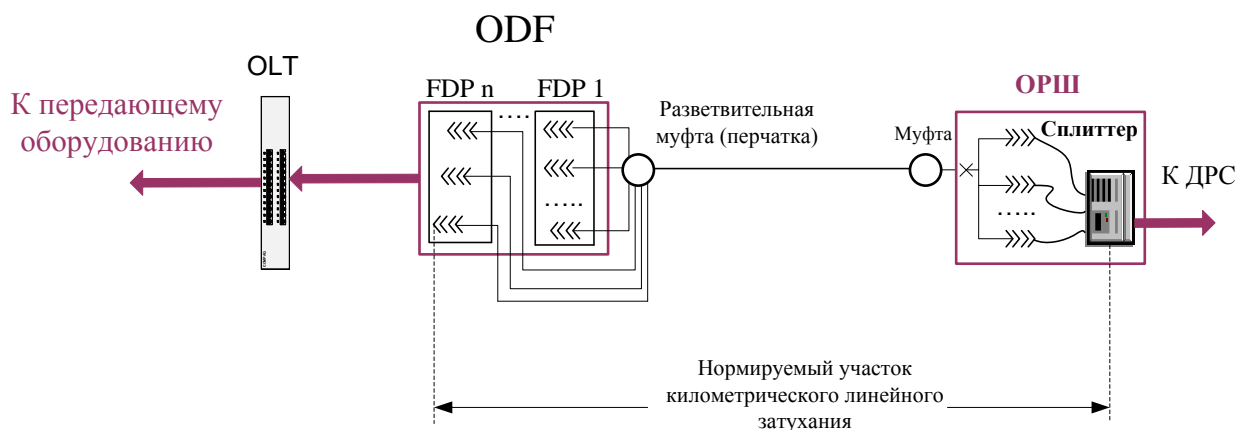 ODF
OLT
FDP n
FDP 1
ОРШ
К передающему
оборудованию
Разветвительная
муфта (перчатка)
Муфта
Сплиттер
К ДРС
Нормируемый участок
километрического линейного
затухания